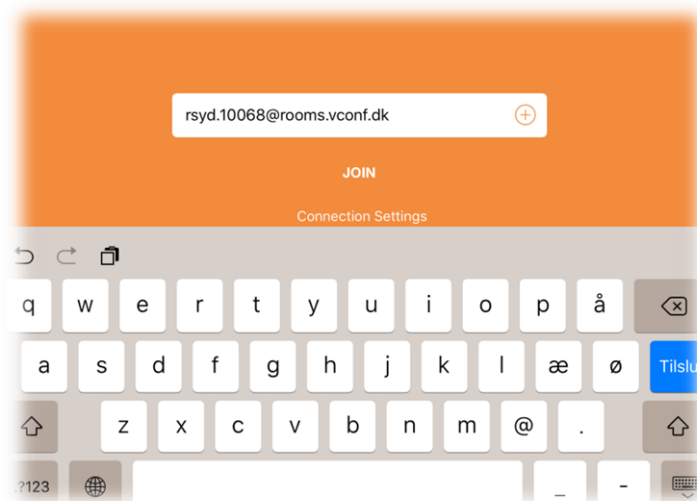 rsyd.10068@rooms.vconf.dk
JOIN
Connection Settings
q w e r t y u i o p å
a s d f g h j k l æ ø Tilslu
z x c v b n m @ .
.?123 _ -